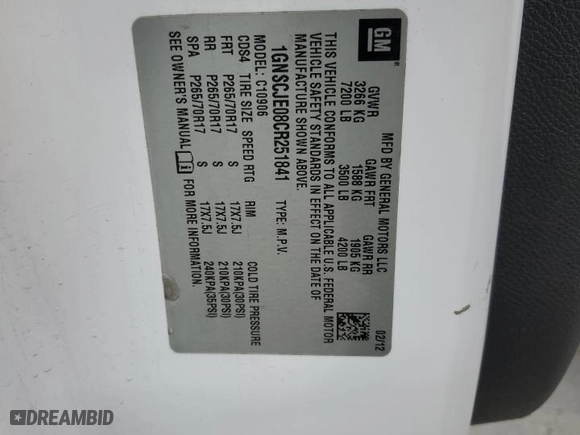 GM
®
MFD BY GENERAL MOTORS LLC
02/12
GVWR GAWR FRT GAWR RR
3266 KG 1588 KG 1905 KG
7200 LB 3500 LB 4200 LB
THIS VEHICLE CONFORMS TO ALL APPLICABLE U.S. FEDERAL MOTOR
VEHICLE SAFETY STANDARDS IN EFFECT ON THE DATE OF
MANUFACTURE SHOWN ABOVE.
1GNSCJE08CR251841 TYPE: M.P.V.
MODEL: C10906
CDS4 TIRE SIZE SPEED RTG RIM COLD TIRE PRESSURE
FRT P265/70R17 S 17X7.5J 210KPA(30PSI)
RR P265/70R17 S 17X7.5J 210KPA(30PSI)
SPA P265/70R17 S 17X7.5J 240KPA(35PSI)
SEE OWNER'S MANUAL FOR MORE INFORMATION.
DREAMBID